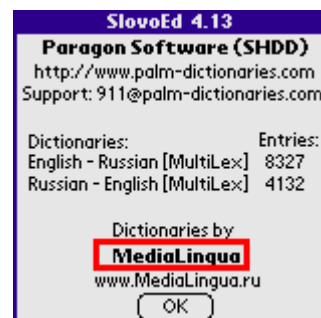 SlovoEd 4.13
Paragon Software (SHDD)
http://www.palm-dictionaries.com
Support: 911@palm-dictionaries.com
Dictionaries: Entries:
English - Russian [MultiLex] 8327
Russian - English [MultiLex] 4132
Dictionaries by
MediaLingua
www.MediaLingua.ru
OK